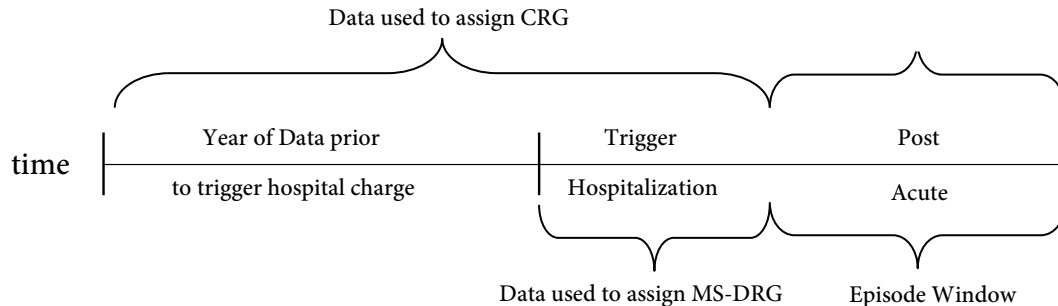 Data used to assign CRG
Year of Data prior
Trigger
Post
time
to trigger hospital charge
Hospitalization
Acute
Data used to assign MS-DRG
Episode Window